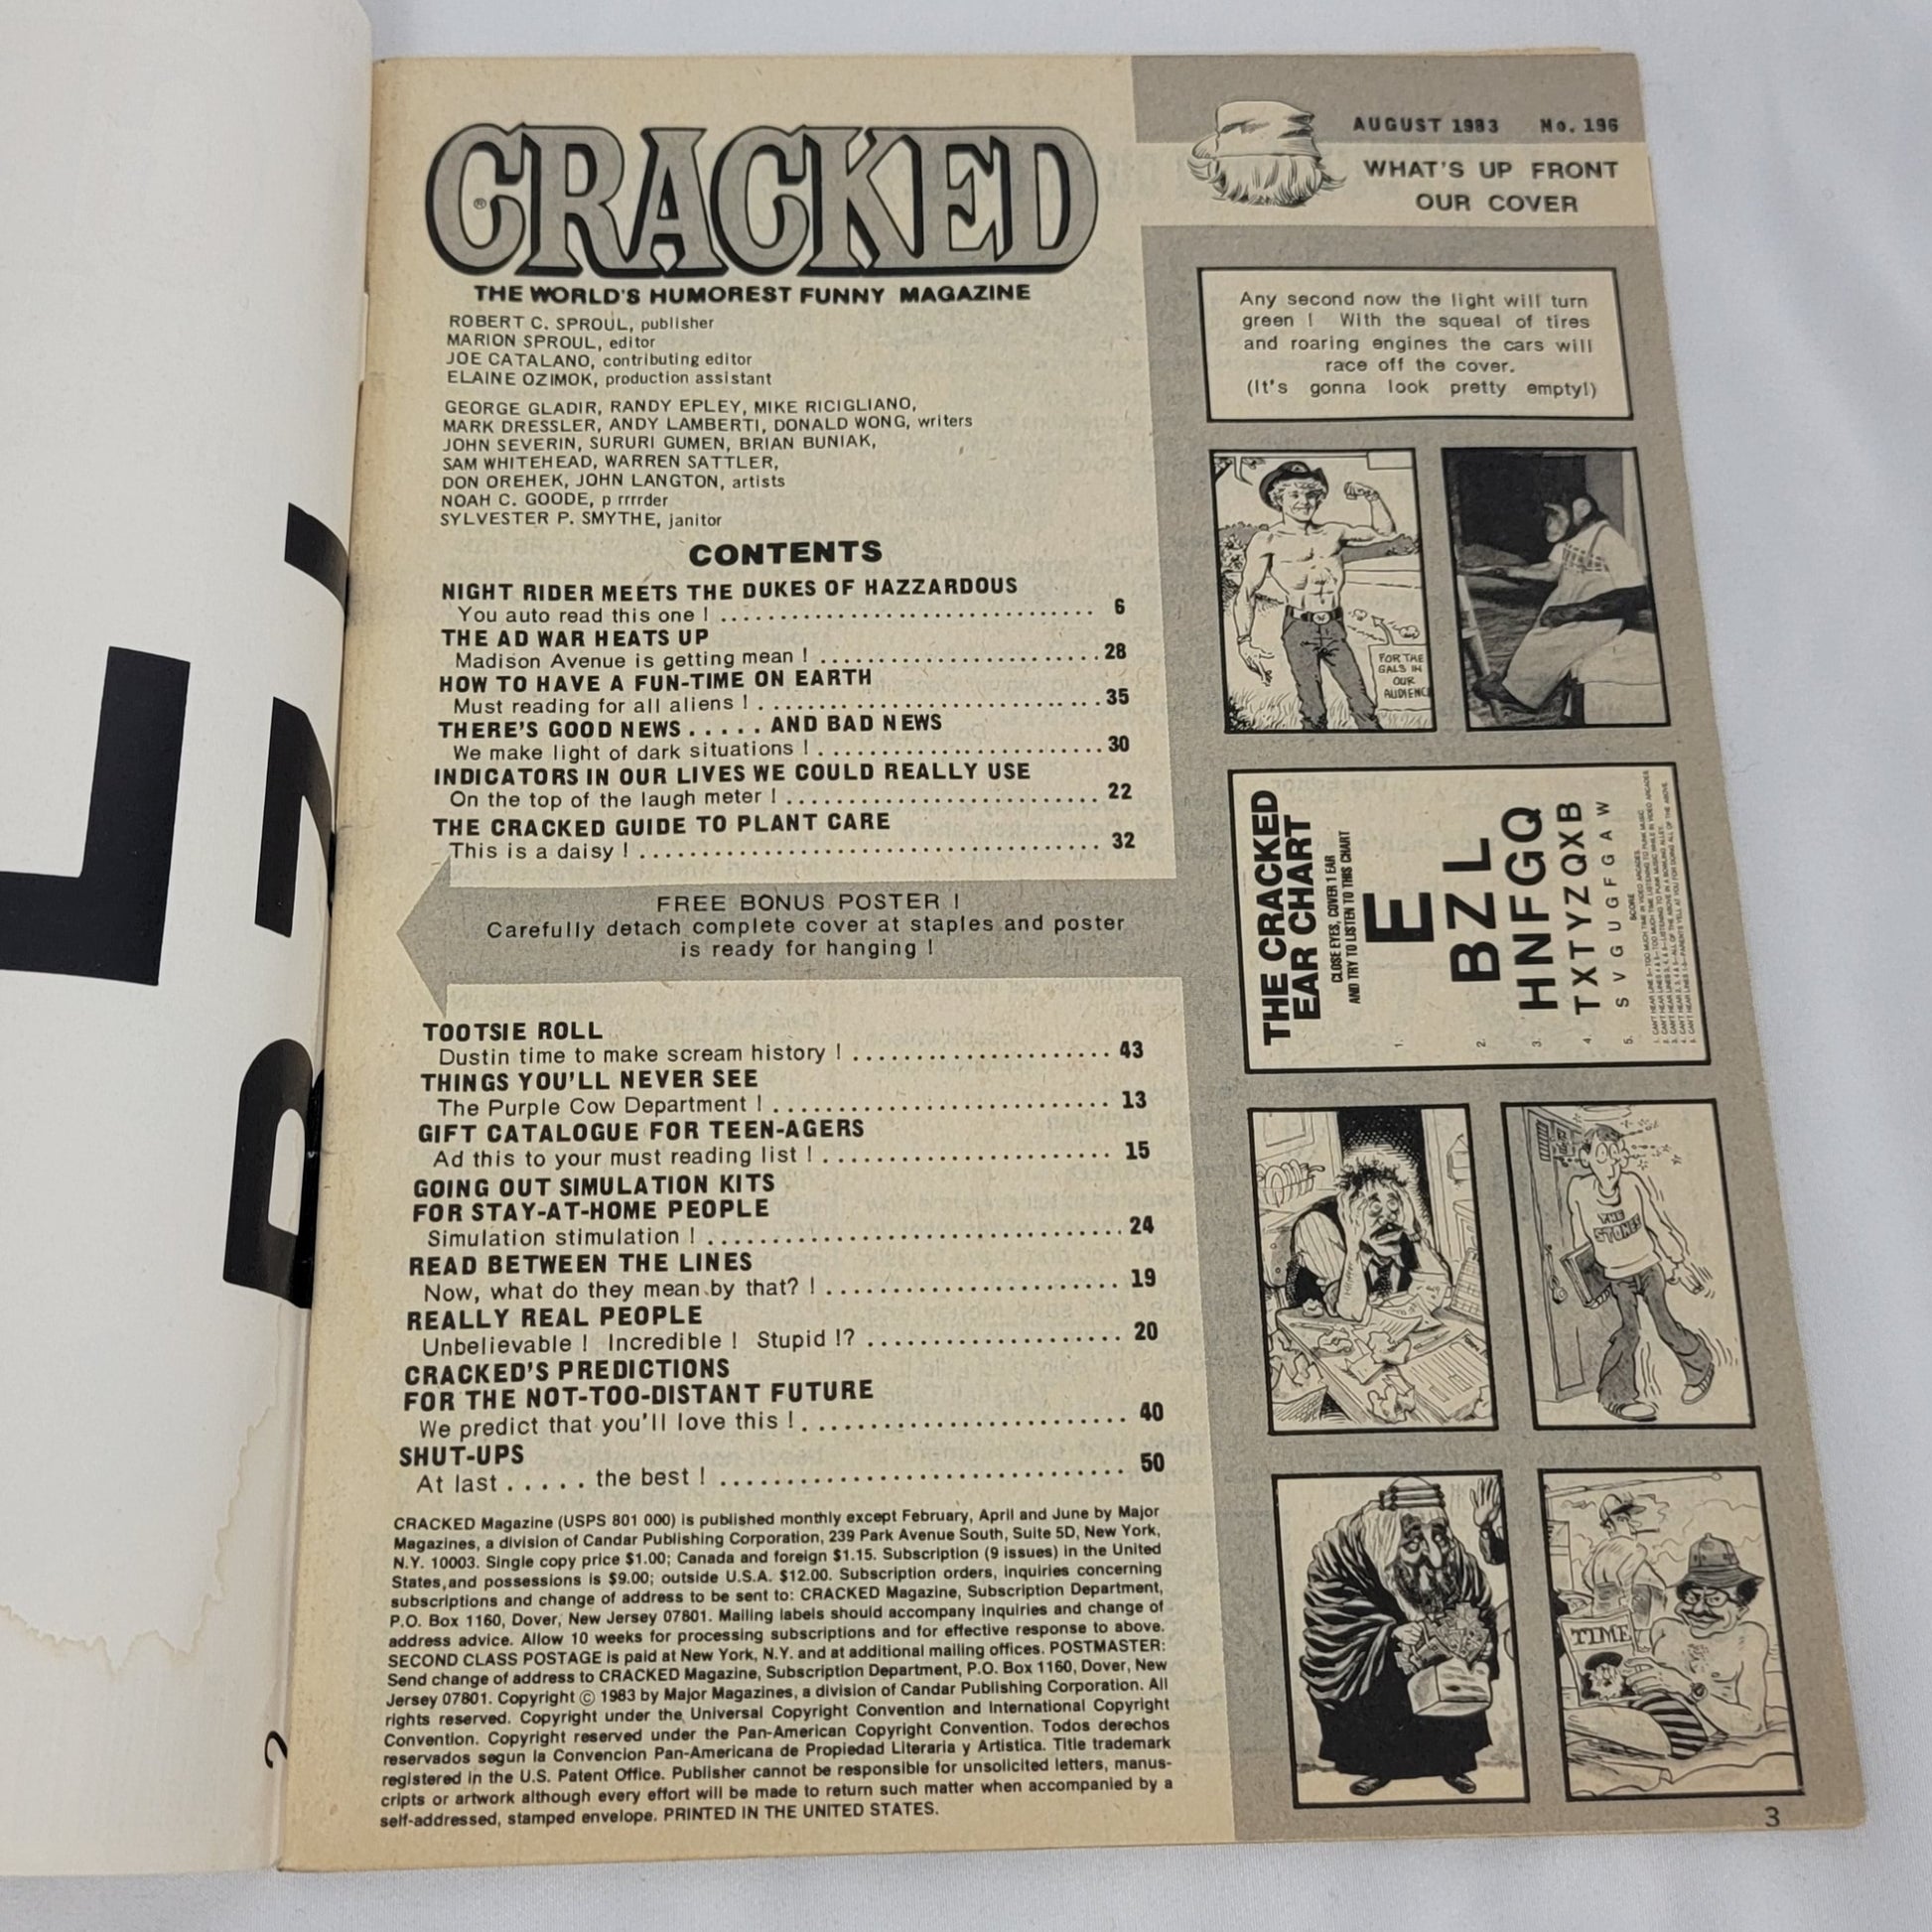 CRACKED
®
THE WORLD'S HUMOREST FUNNY MAGAZINE
ROBERT C. SPROUL, publisher
MARION SPROUL, editor
JOE CATALANO, contributing editor
ELAINE OZIMOK, production assistant
GEORGE GLADIR, RANDY EPLEY, MIKE RICIGLIANO,
MARK DRESSLER, ANDY LAMBERTI, DONALD WONG, writers
JOHN SEVERIN, SURURI GUMEN, BRIAN BUNIAK,
SAM WHITEHEAD, WARREN SATTLER,
DON OREHEK, JOHN LANGTON, artists
NOAH C. GOODE, p rrrrder
SYLVESTER P. SMYTHE, janitor
CONTENTS
NIGHT RIDER MEETS THE DUKES OF HAZZARDOUS
You auto read this one ! .................................... 6
THE AD WAR HEATS UP
Madison Avenue is getting mean ! ...........................28
HOW TO HAVE A FUN-TIME ON EARTH
Must reading for all aliens ! ................................35
THERE'S GOOD NEWS . . . . . AND BAD NEWS
We make light of dark situations ! ...........................30
INDICATORS IN OUR LIVES WE COULD REALLY USE
On the top of the laugh meter ! .............................. 22
THE CRACKED GUIDE TO PLANT CARE
This is a daisy ! ............................................ 32
FREE BONUS POSTER !
Carefully detach complete cover at staples and poster
is ready for hanging !
TOOTSIE ROLL
Dustin time to make scream history ! ....................... 43
THINGS YOU'LL NEVER SEE
The Purple Cow Department ! ............................... 13
GIFT CATALOGUE FOR TEEN-AGERS
Ad this to your must reading list ! .......................... 15
GOING OUT SIMULATION KITS
FOR STAY-AT-HOME PEOPLE
Simulation stimulation ! ..................................... 24
READ BETWEEN THE LINES
Now, what do they mean by that? ! ......................... 19
REALLY REAL PEOPLE
Unbelievable ! Incredible ! Stupid !? ....................... 20
CRACKED'S PREDICTIONS
FOR THE NOT-TOO-DISTANT FUTURE
We predict that you'll love this ! ............................. 40
SHUT-UPS
At last . . . . . the best ! .................................... 50
CRACKED Magazine (USPS 801 000) is published monthly except February, April and June by Major
Magazines, a division of Candar Publishing Corporation, 239 Park Avenue South, Suite 5D, New York,
N.Y. 10003. Single copy price $1.00; Canada and foreign $1.15. Subscription (9 issues) in the United
States,and possessions is $9.00; outside U.S.A. $12.00. Subscription orders, inquiries concerning
subscriptions and change of address to be sent to: CRACKED Magazine, Subscription Department,
P.O. Box 1160, Dover, New Jersey 07801. Mailing labels should accompany inquiries and change of
address advice. Allow 10 weeks for processing subscriptions and for effective response to above.
SECOND CLASS POSTAGE is paid at New York, N.Y. and at additional mailing offices. POSTMASTER:
Send change of address to CRACKED Magazine, Subscription Department, P.O. Box 1160, Dover, New
Jersey 07801. Copyright © 1983 by Major Magazines, a division of Candar Publishing Corporation. All
rights reserved. Copyright under the Universal Copyright Convention and International Copyright
Convention. Copyright reserved under the Pan-American Copyright Convention. Todos derechos
reservados segun la Convencion Pan-Americana de Propiedad Literaria y Artistica. Title trademark
registered in the U.S. Patent Office. Publisher cannot be responsible for unsolicited letters, manus-
cripts or artwork although every effort will be made to return such matter when accompanied by a
self-addressed, stamped envelope. PRINTED IN THE UNITED STATES.
AUGUST 1983 No. 196
WHAT'S UP FRONT
OUR COVER
Any second now the light will turn
green ! With the squeal of tires
and roaring engines the cars will
race off the cover.
(It's gonna look pretty empty!)
FOR THE
GALS IN
OUR
AUDIENC
THE CRACKED
EAR CHART
CLOSE EYES, COVER 1 EAR
AND TRY TO LISTEN TO THIS CHART
1. E
2. BZL
3. HNFGQ
4. TXTYZQXB
5. SVGUGFGAW
SCORE
THE
STONES
TIME
3
BZL
2